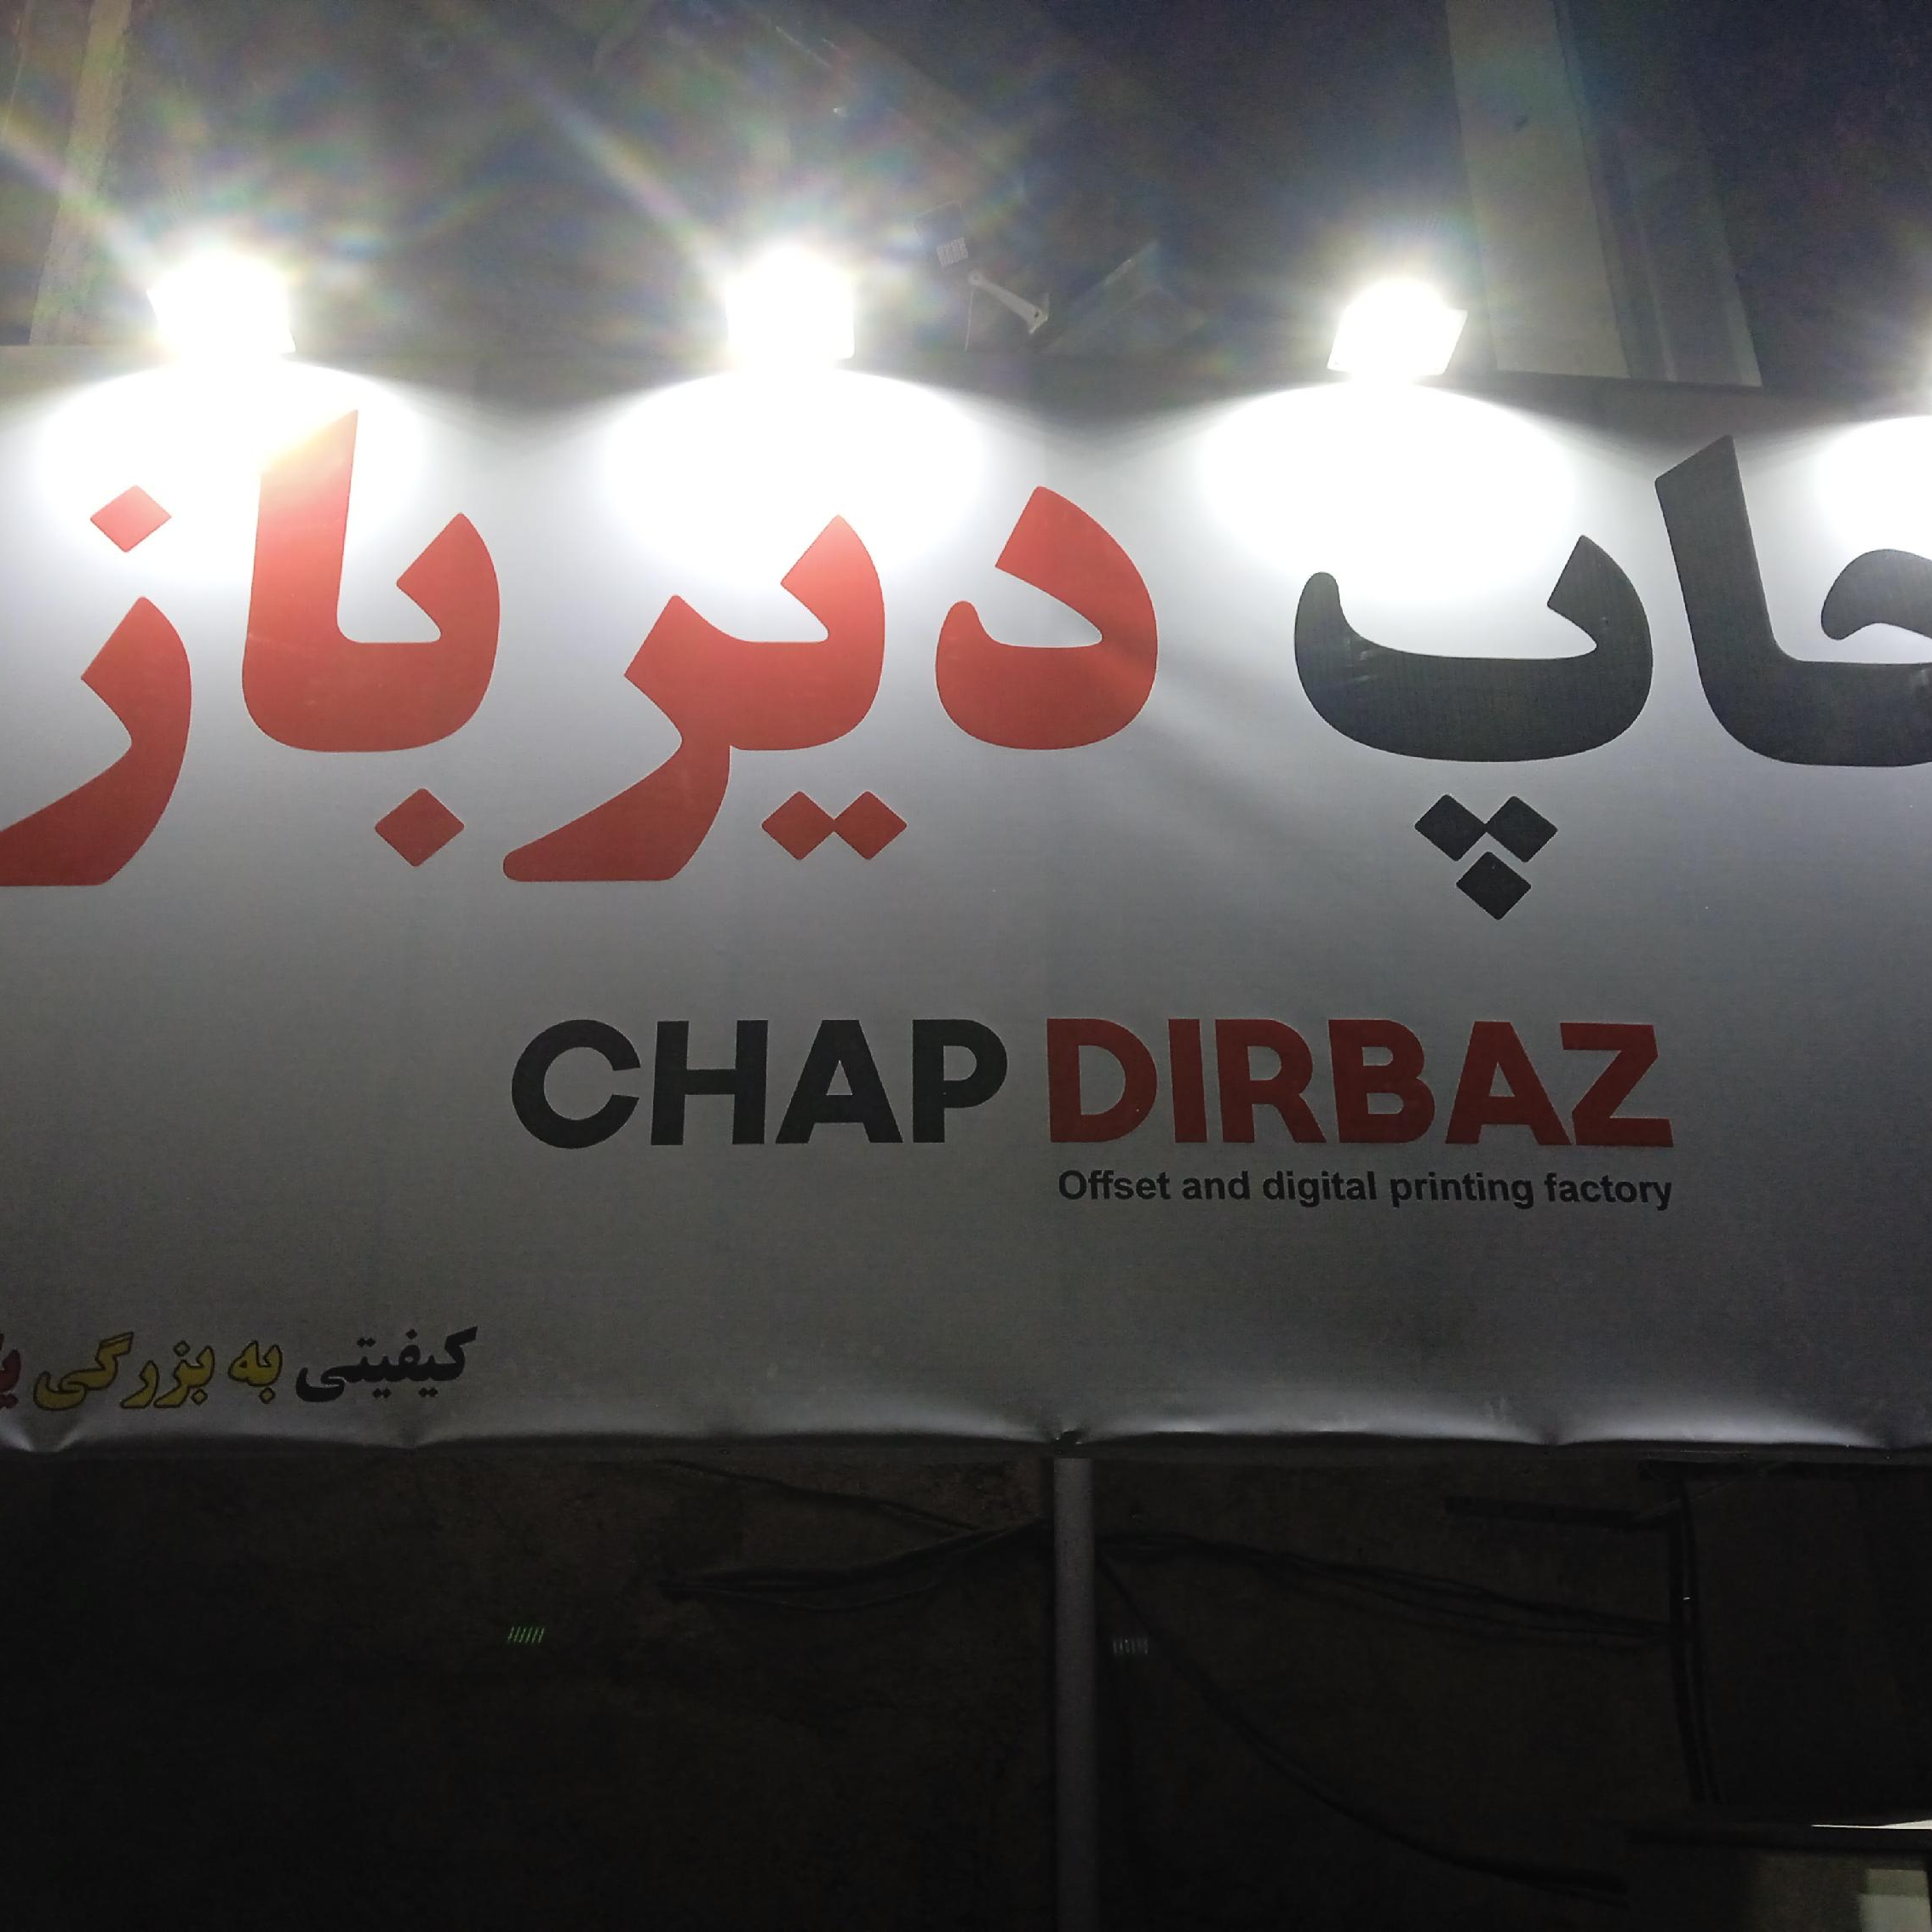 چاپ دیرباز
CHAP DIRBAZ
Offset and digital printing factory
کیفیتی به بزرگی